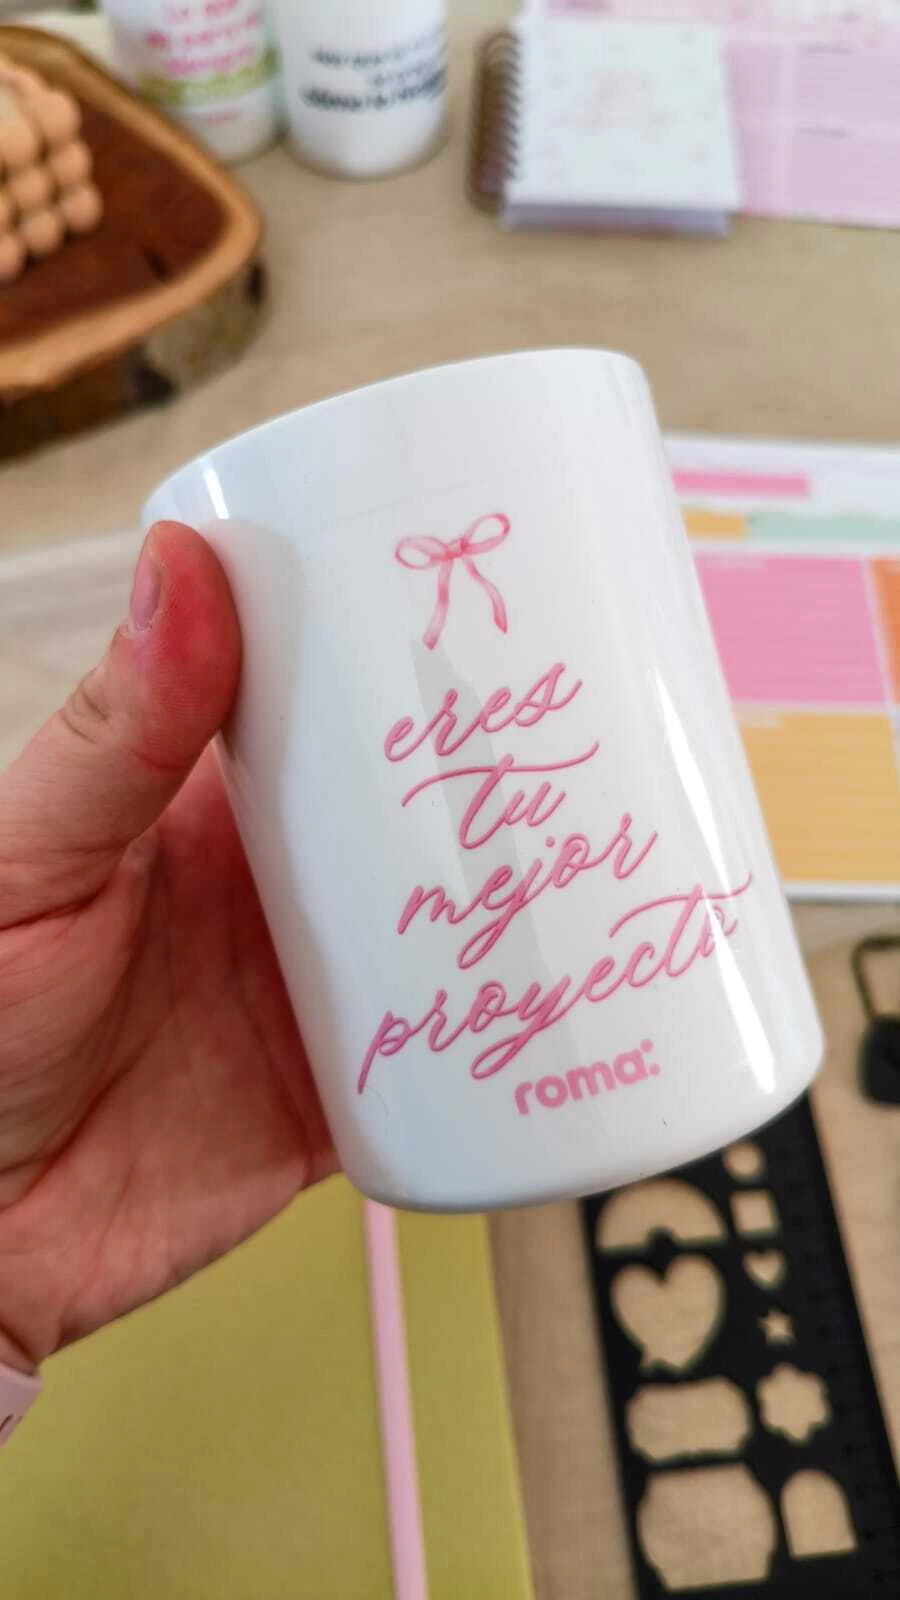 eres
tu
mejor
proyecto
roma: